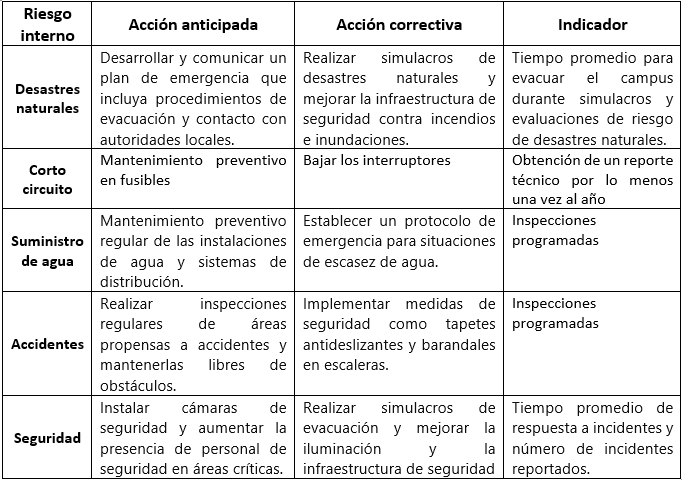 Riesgo interno | Acción anticipada | Acción correctiva | Indicador
Desastres naturales | Desarrollar y comunicar un plan de emergencia que incluya procedimientos de evacuación y contacto con autoridades locales. | Realizar simulacros de desastres naturales y mejorar la infraestructura de seguridad contra incendios e inundaciones. | Tiempo promedio para evacuar el campus durante simulacros y evaluaciones de riesgo de desastres naturales.
Corto circuito | Mantenimiento preventivo en fusibles | Bajar los interruptores | Obtención de un reporte técnico por lo menos una vez al año
Suministro de agua | Mantenimiento preventivo regular de las instalaciones de agua y sistemas de distribución. | Establecer un protocolo de emergencia para situaciones de escasez de agua. | Inspecciones programadas
Accidentes | Realizar inspecciones regulares de áreas propensas a accidentes y mantenerlas libres de obstáculos. | Implementar medidas de seguridad como tapetes antideslizantes y barandales en escaleras. | Inspecciones programadas
Seguridad | Instalar cámaras de seguridad y aumentar la presencia de personal de seguridad en áreas críticas. | Realizar simulacros de evacuación y mejorar la iluminación y la infraestructura de seguridad | Tiempo promedio de respuesta a incidentes y número de incidentes reportados.